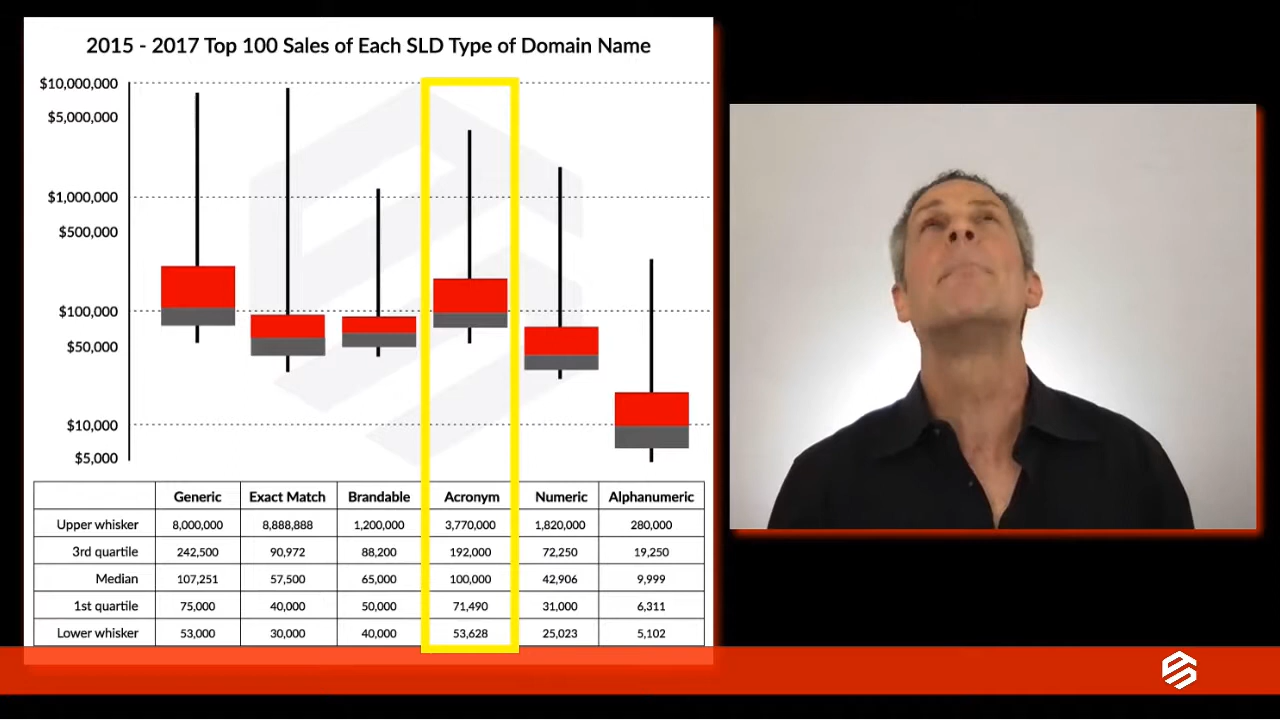 2015 - 2017 Top 100 Sales of Each SLD Type of Domain Name
$10,000,000
$5,000,000
$1,000,000
$500,000
$100,000
$50,000
$10,000
$5,000
Generic Exact Match Brandable Acronym Numeric Alphanumeric
Upper whisker 8,000,000 8,888,888 1,200,000 3,770,000 1,820,000 280,000
3rd quartile 242,500 90,972 88,200 192,000 72,250 19,250
Median 107,251 57,500 65,000 100,000 42,906 9,999
1st quartile 75,000 40,000 50,000 71,490 31,000 6,311
Lower whisker 53,000 30,000 40,000 53,628 25,023 5,102